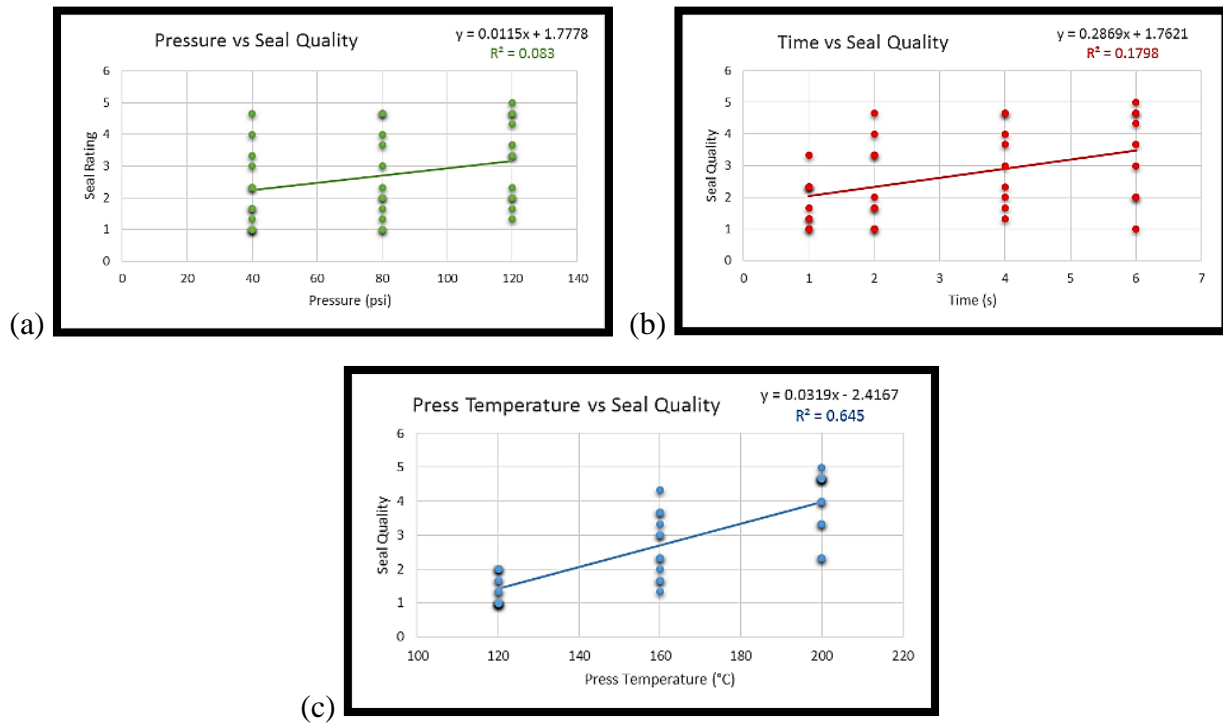 Pressure vs Seal Quality
y = 0.0115x + 1.7778
R² = 0.083
6
5
4
3
2
1
0
Seal Rating
0 20 40 60 80 100 120 140
Pressure (psi)
(a)
Time vs Seal Quality
y = 0.2869x + 1.7621
R² = 0.1798
6
5
4
3
2
1
0
Seal Quality
0 1 2 3 4 5 6 7
Time (s)
(b)
Press Temperature vs Seal Quality
y = 0.0319x - 2.4167
R² = 0.645
6
5
4
3
2
1
0
Seal Quality
100 120 140 160 180 200 220
Press Temperature (°C)
(c)